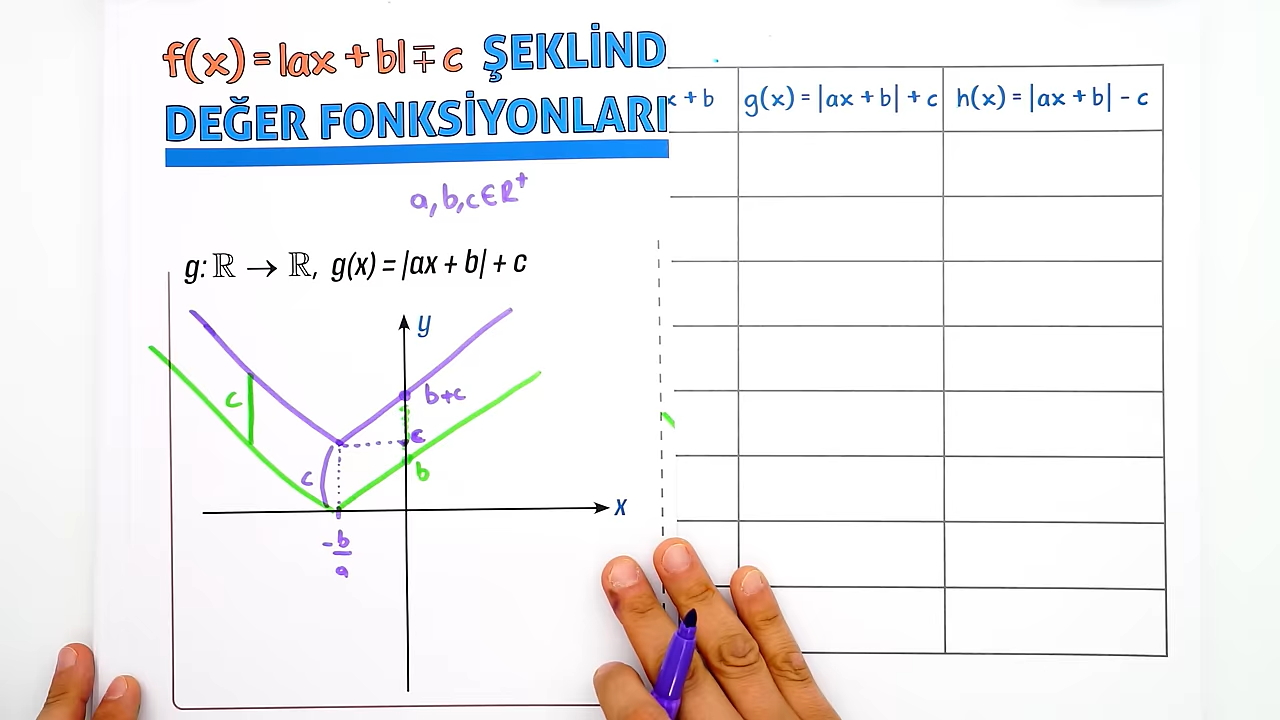 f(x) = |ax + b| ∓ c ŞEKLİND
DEĞER FONKSİYONLARI
a, b, c ∈ R⁺
g: ℝ → ℝ, g(x) = |ax + b| + c
y
b+c
c
c
b
c
x
-b/a
x + b
g(x) = |ax + b| + c
h(x) = |ax + b| - c